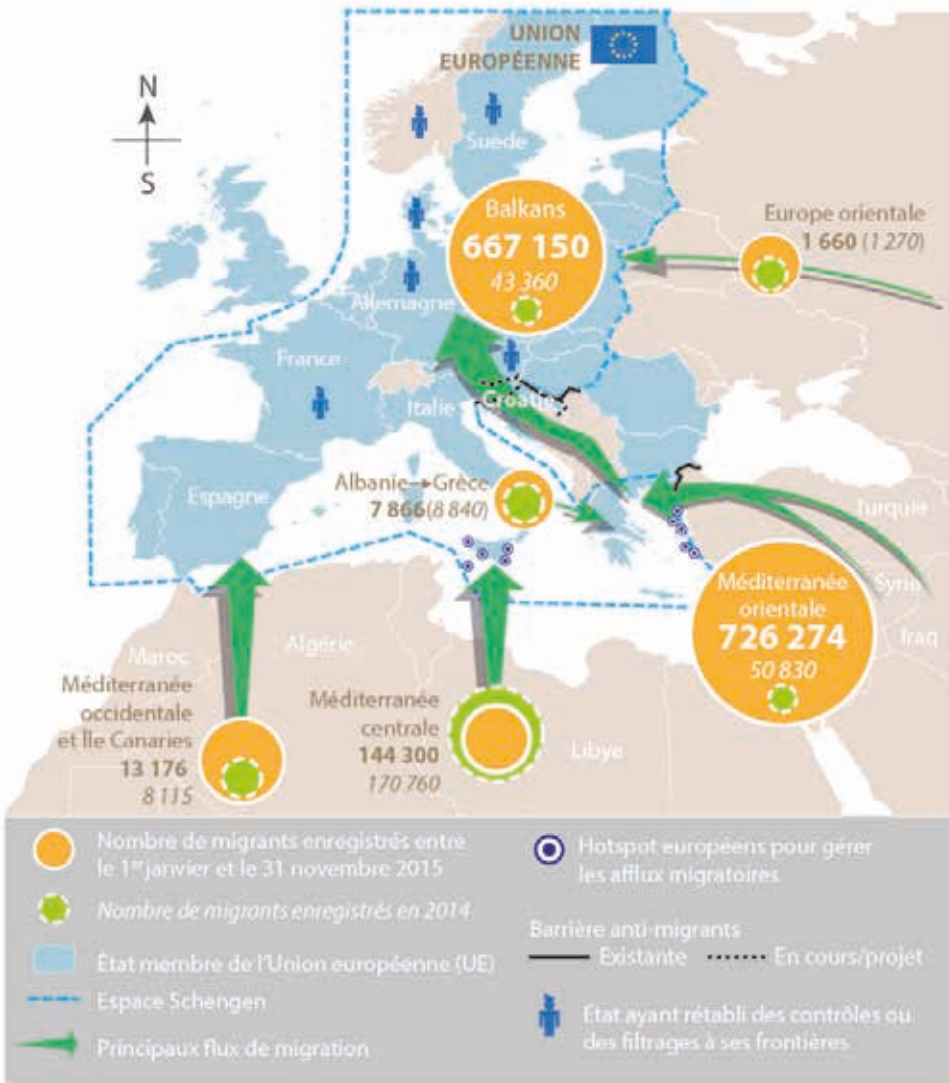 UNION
EUROPÉENNE
N
S
Suède
Balkans
667 150
43 360
Europe orientale
1 660 (1 270)
Allemagne
France
Croatie
Italie
Albanie→Grèce
7 866(8 840)
Espagne
Turquie
Syrie
Iraq
Méditerranée
orientale
726 274
50 830
Maroc
Algérie
Méditerranée
occidentale
et Île Canaries
13 176
8 115
Méditerranée
centrale
144 300
170 760
Libye
Nombre de migrants enregistrés entre
le 1er janvier et le 31 novembre 2015
Nombre de migrants enregistrés en 2014
État membre de l'Union européenne (UE)
Espace Schengen
Principaux flux de migration
Hotspot européens pour gérer
les afflux migratoires
Barrière anti-migrants
Existante
En cours/projet
État ayant rétabli des contrôles ou
des filtrages à ses frontières